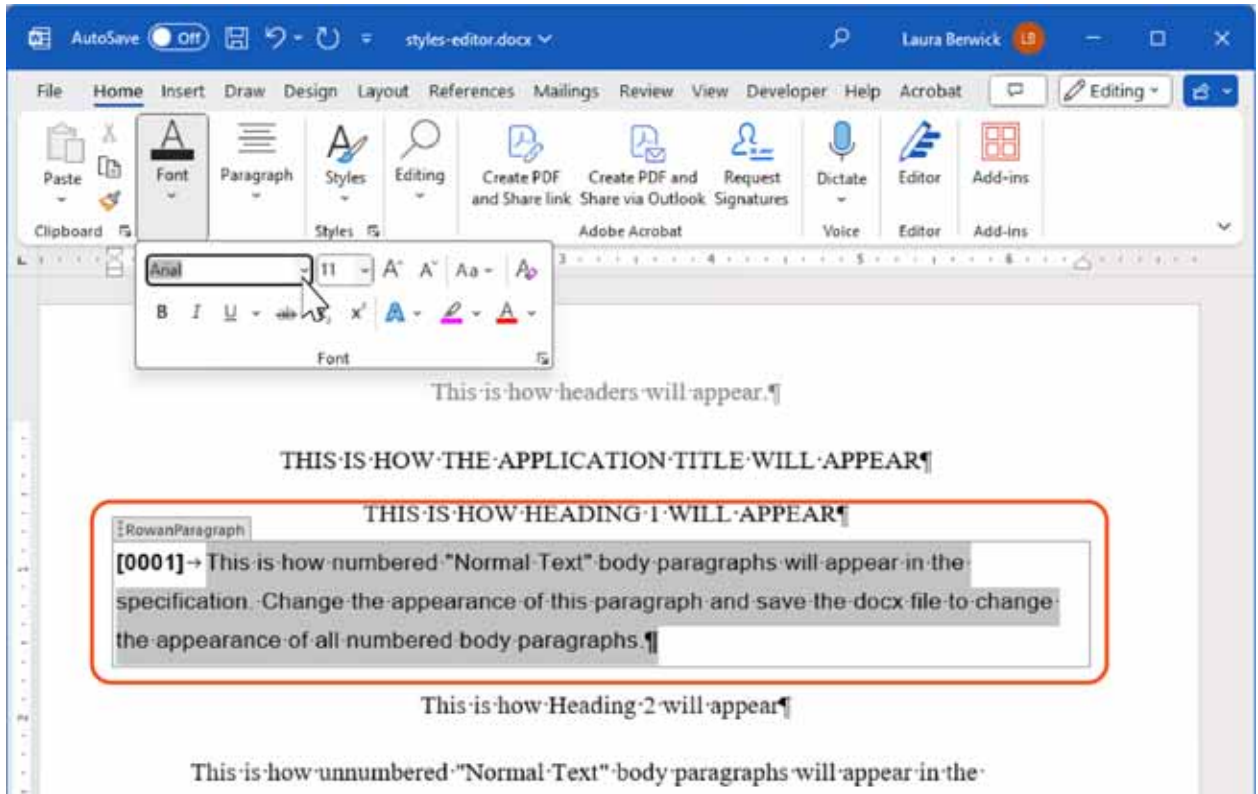 AutoSave Off styles-editor.docx Laura Berwick LB
File Home Insert Draw Design Layout References Mailings Review View Developer Help Acrobat Editing
Paste Font Paragraph Styles Editing Create PDF and Share link Create PDF and Share via Outlook Request Signatures Dictate Editor Add-ins
Clipboard Styles Adobe Acrobat Voice Editor Add-ins
3 4 5 6
Arial 11 A A Aa A
B I U ab x A A
Font
This·is·how·headers·will·appear.¶
THIS·IS·HOW·THE·APPLICATION·TITLE·WILL·APPEAR¶
THIS·IS·HOW·HEADING·1·WILL·APPEAR¶
RowanParagraph
[0001]→This·is·how·numbered·"Normal·Text"·body·paragraphs·will·appear·in·the·
specification.·Change·the·appearance·of·this·paragraph·and·save·the·docx·file·to·change·
the·appearance·of·all·numbered·body·paragraphs.¶
This·is·how·Heading·2·will·appear¶
This·is·how·unnumbered·"Normal·Text"·body·paragraphs·will·appear·in·the·